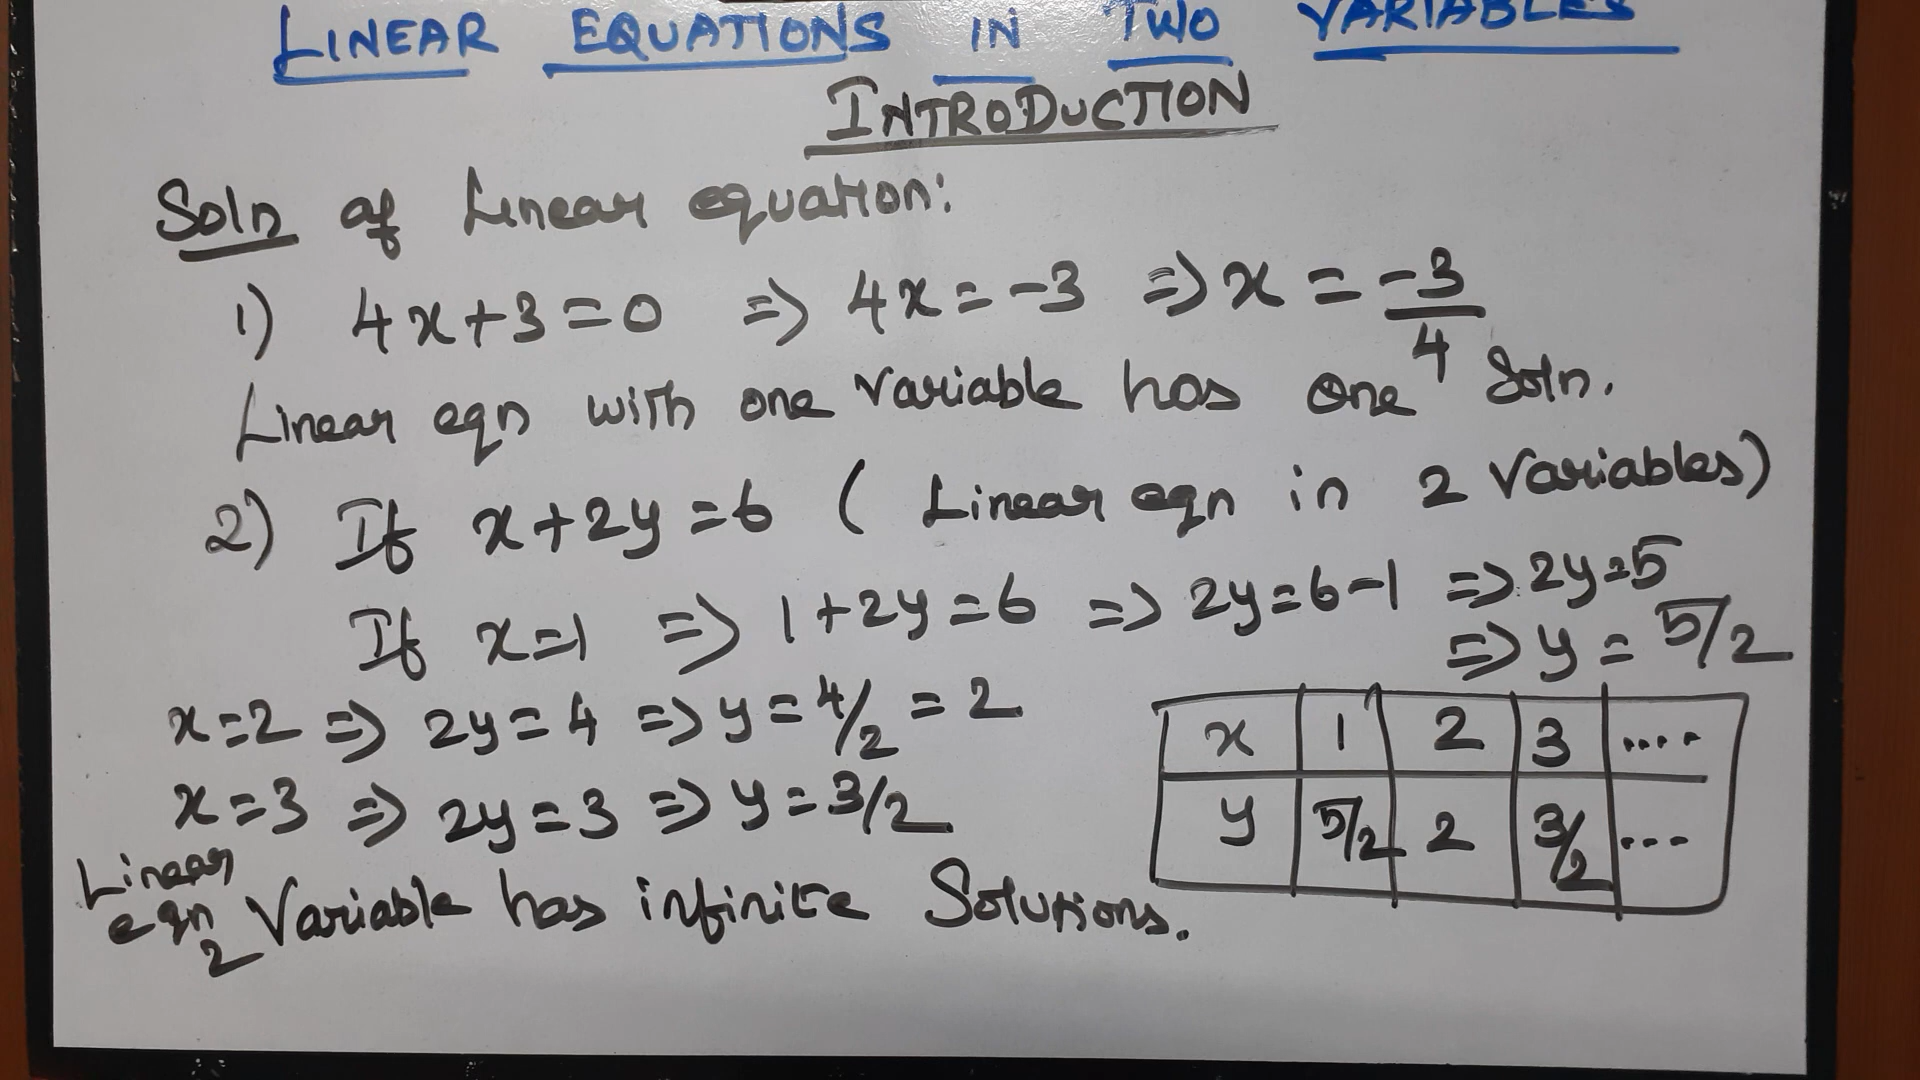 LINEAR EQUATIONS IN TWO VARIABLES
INTRODUCTION
Soln of Linear equation:
1) 4x+3=0 => 4x=-3 => x = -3/4
Linear eqn with one Variable has one Soln.
2) If x+2y=6 ( Linear eqn in 2 Variables)
If x=1 => 1+2y=6 => 2y=6-1 => 2y=5
=> y = 5/2
x=2 => 2y=4 => y=4/2 = 2
x=3 => 2y=3 => y=3/2
x 1 2 3 ....
y 5/2 2 3/2 ...
Linear
eqn 2 Variable has infinite Solutions.